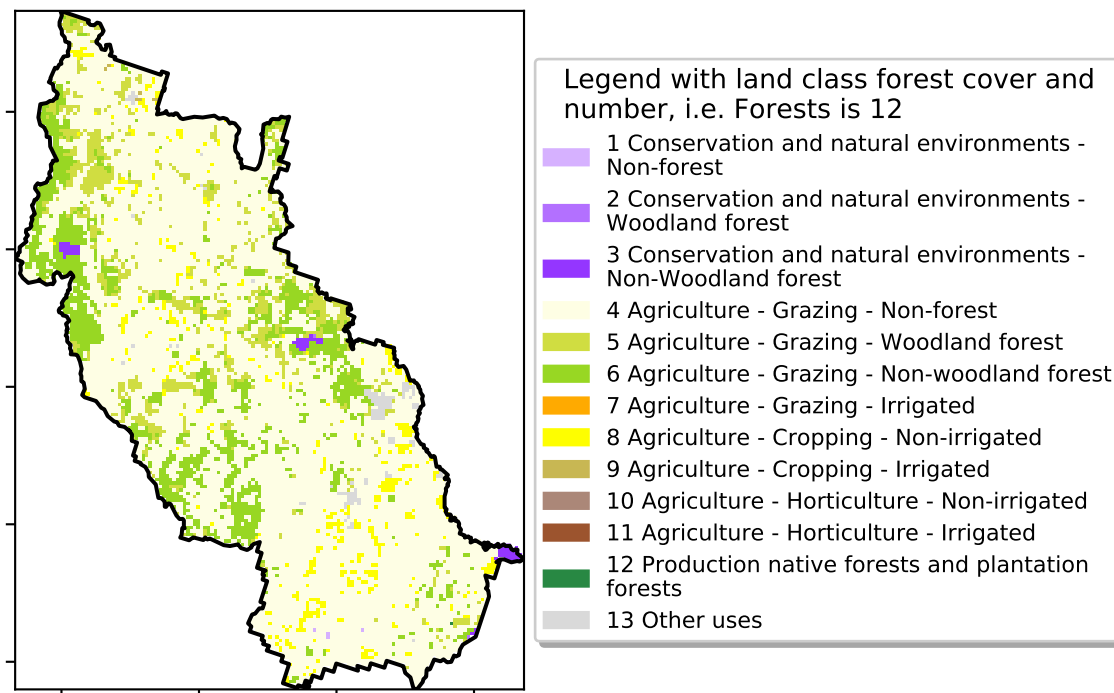 Legend with land class forest cover and
number, i.e. Forests is 12
1 Conservation and natural environments -
Non-forest
2 Conservation and natural environments -
Woodland forest
3 Conservation and natural environments -
Non-Woodland forest
4 Agriculture - Grazing - Non-forest
5 Agriculture - Grazing - Woodland forest
6 Agriculture - Grazing - Non-woodland forest
7 Agriculture - Grazing - Irrigated
8 Agriculture - Cropping - Non-irrigated
9 Agriculture - Cropping - Irrigated
10 Agriculture - Horticulture - Non-irrigated
11 Agriculture - Horticulture - Irrigated
12 Production native forests and plantation
forests
13 Other uses